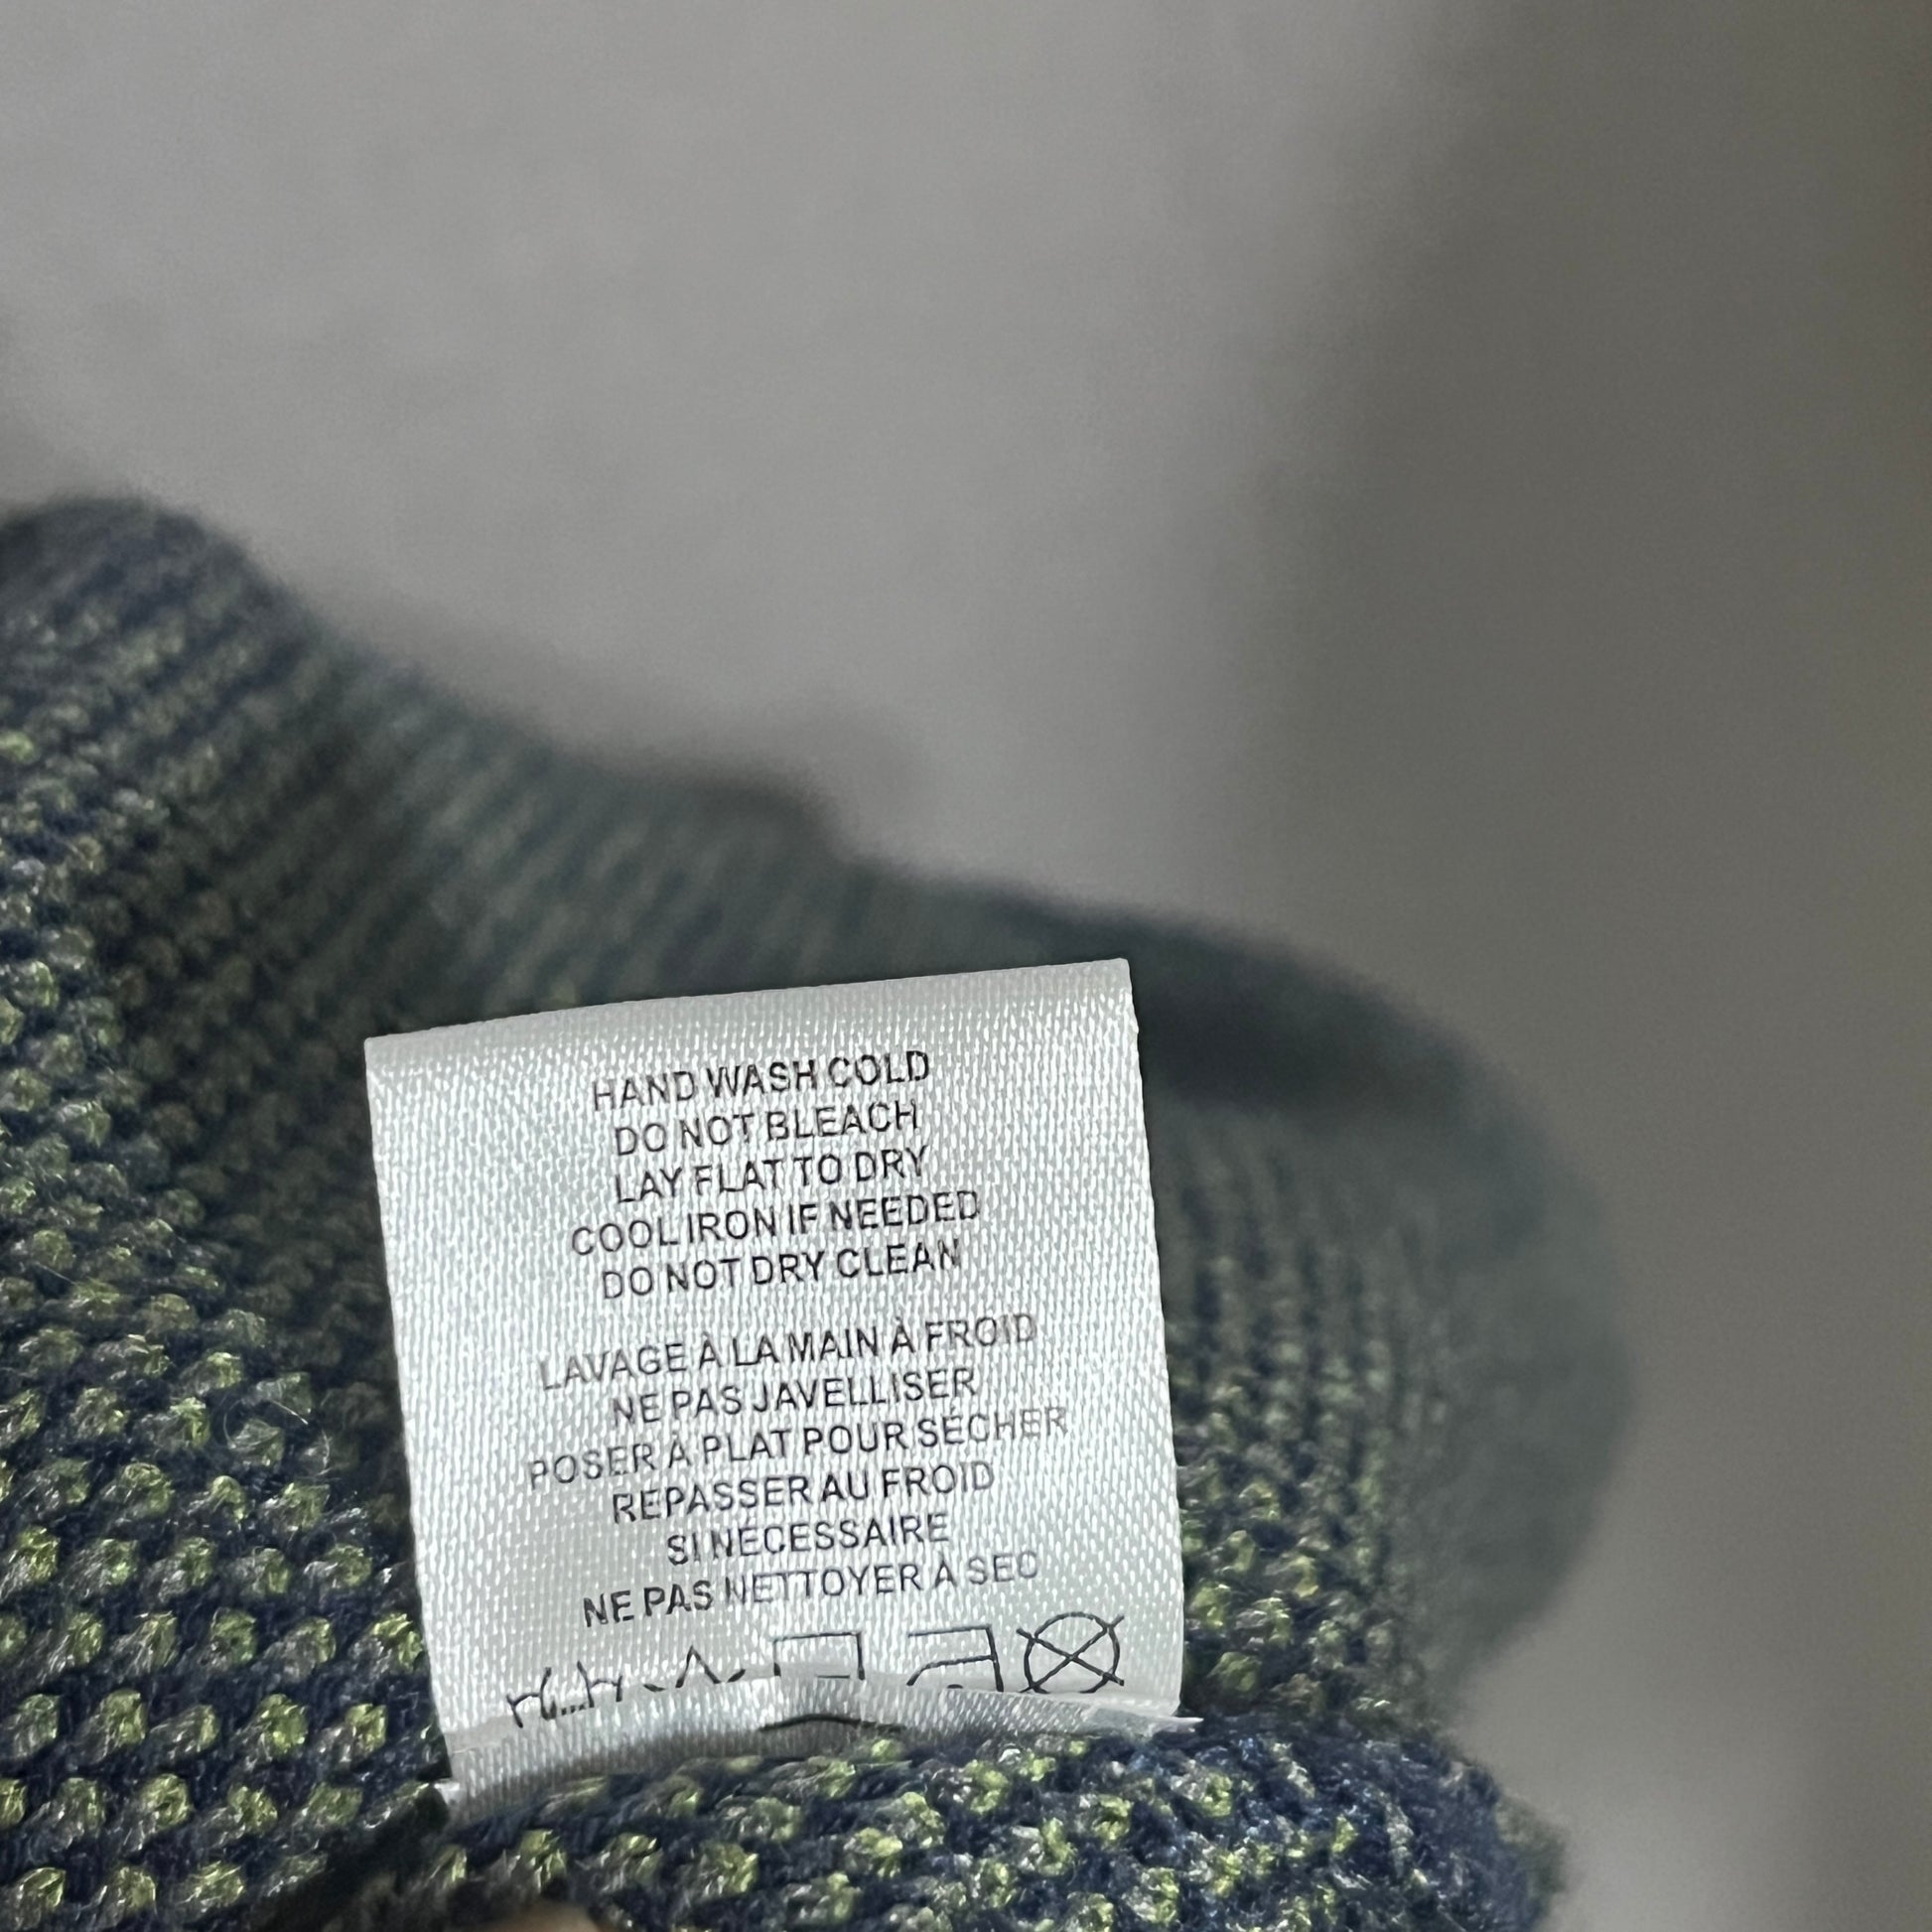 HAND WASH COLD
DO NOT BLEACH
LAY FLAT TO DRY
COOL IRON IF NEEDED
DO NOT DRY CLEAN
LAVAGE À LA MAIN À FROID
NE PAS JAVELLISER
POSER À PLAT POUR SÉCHER
REPASSER AU FROID
SI NÉCESSAIRE
NE PAS NETTOYER À SEC